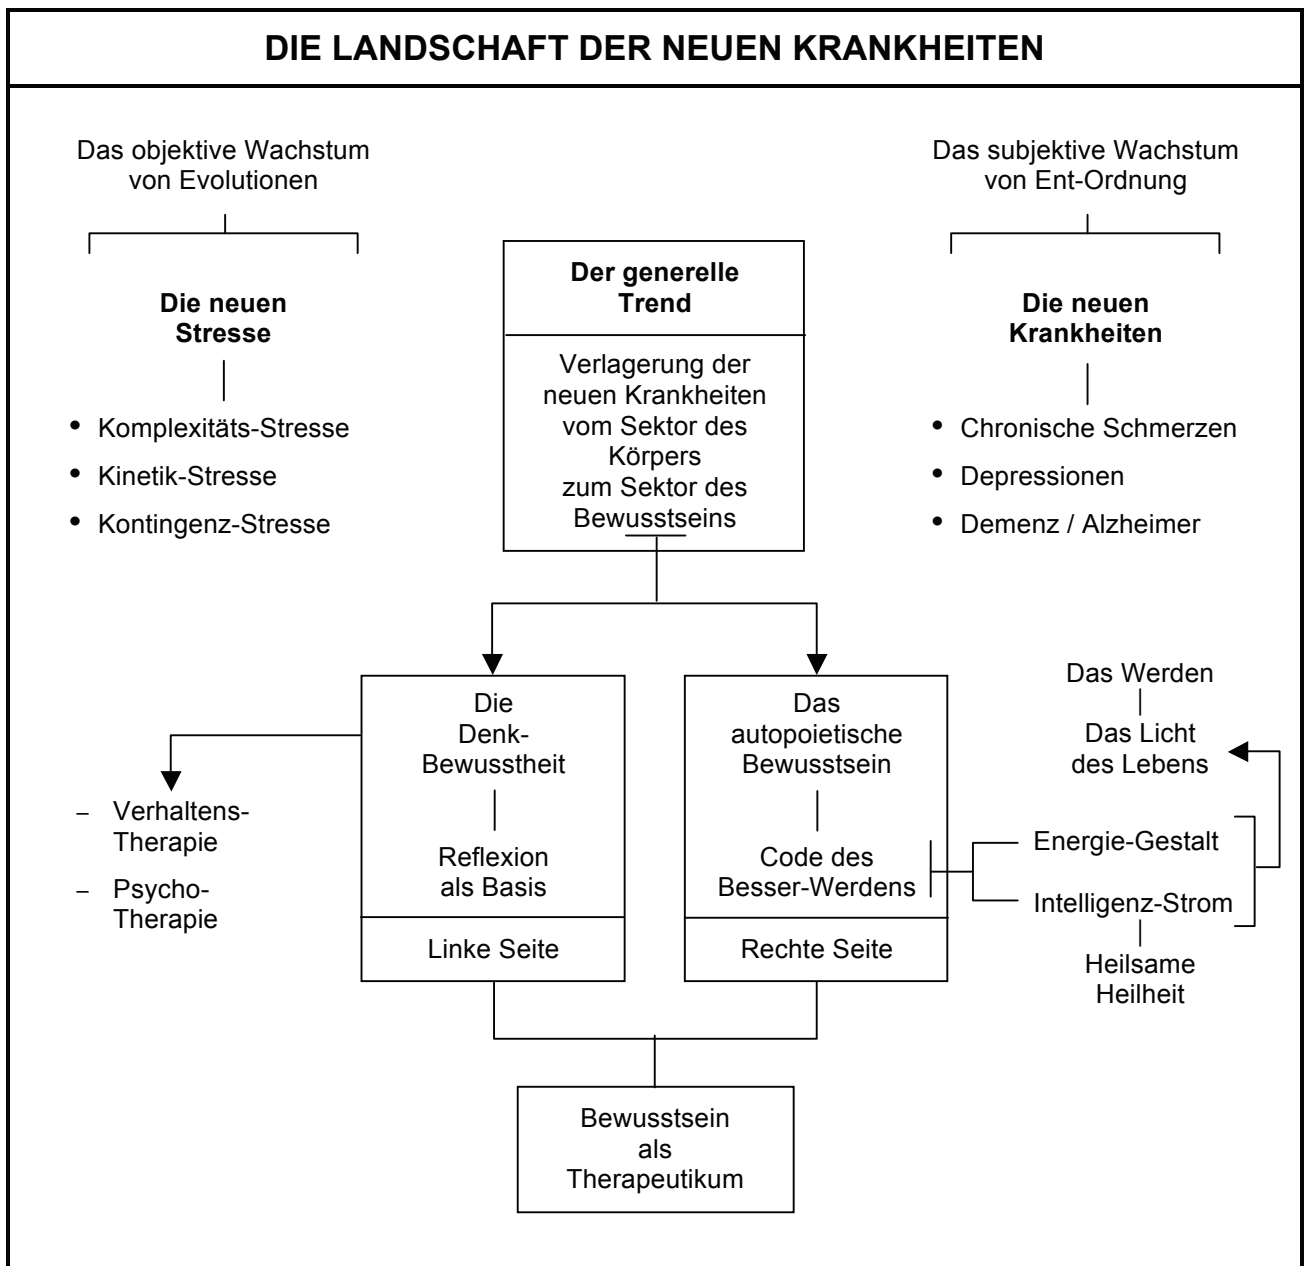 DIE LANDSCHAFT DER NEUEN KRANKHEITEN
Das objektive Wachstum
von Evolutionen
Die neuen
Stresse
• Komplexitäts-Stresse
• Kinetik-Stresse
• Kontingenz-Stresse
Der generelle
Trend
Verlagerung der
neuen Krankheiten
vom Sektor des
Körpers
zum Sektor des
Bewusstseins
Das subjektive Wachstum
von Ent-Ordnung
Die neuen
Krankheiten
• Chronische Schmerzen
• Depressionen
• Demenz / Alzheimer
– Verhaltens-
Therapie
– Psycho-
Therapie
Die
Denk-
Bewusstheit
Reflexion
als Basis
Linke Seite
Das
autopoietische
Bewusstsein
Code des
Besser-Werdens
Rechte Seite
Das Werden
Das Licht
des Lebens
Energie-Gestalt
Intelligenz-Strom
Heilsame
Heilheit
Bewusstsein
als
Therapeutikum